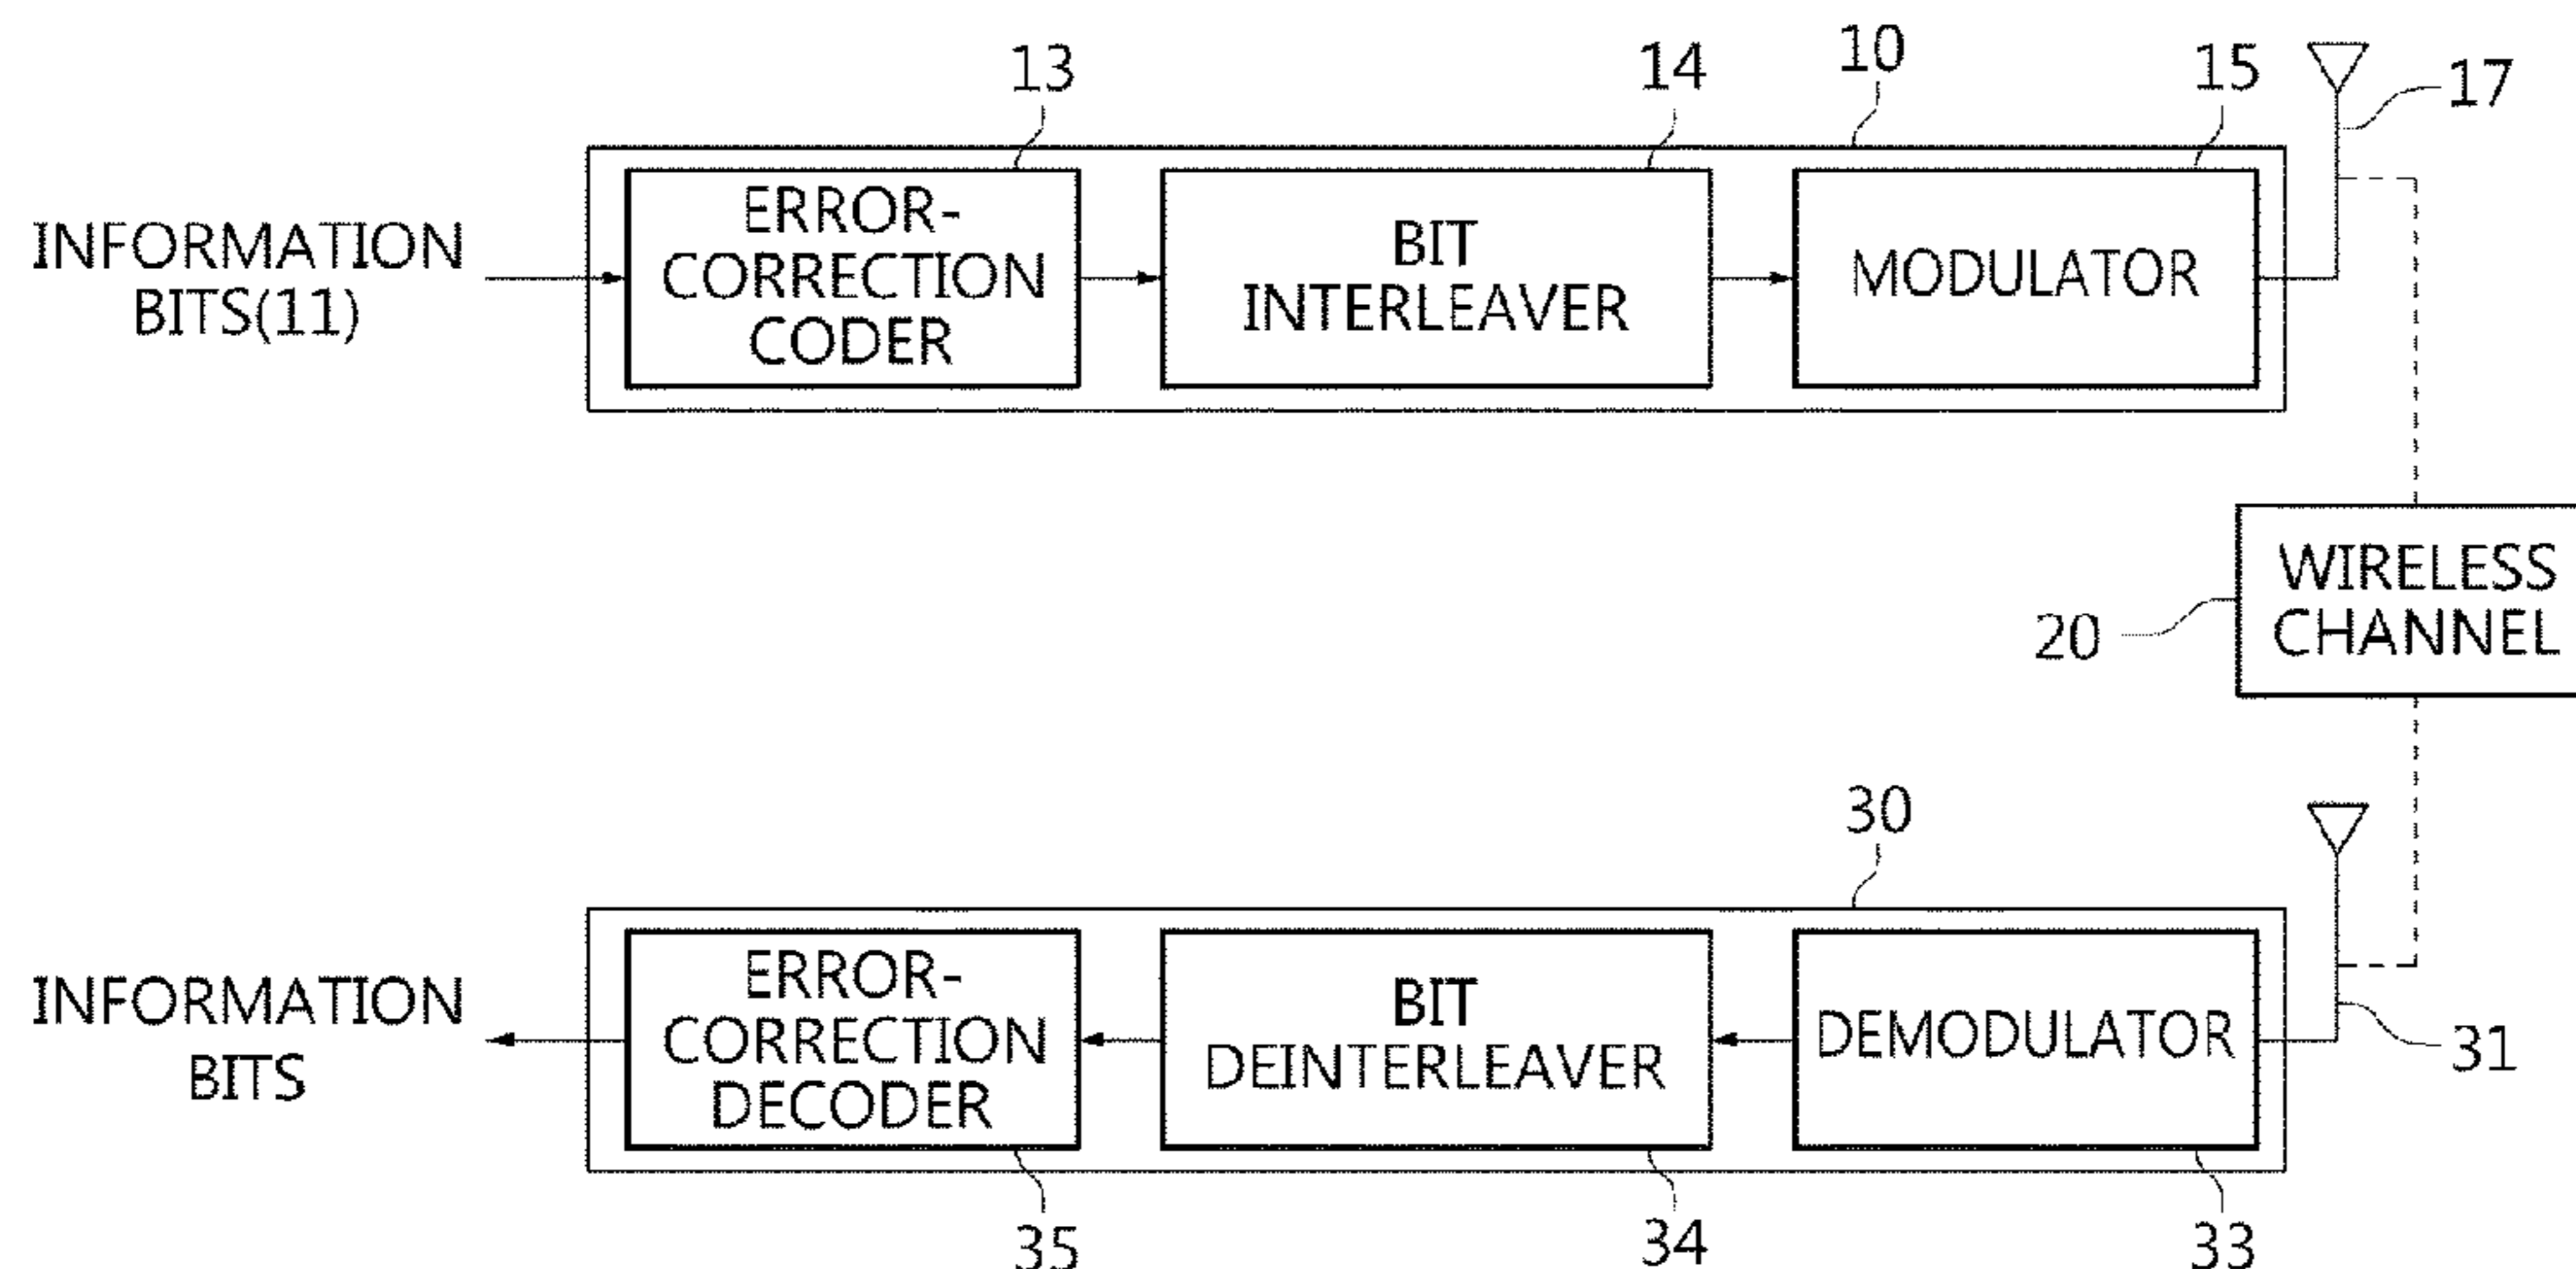 13
14
10
15
17
INFORMATION
BITS(11)
ERROR-
CORRECTION
CODER
BIT
INTERLEAVER
MODULATOR
20
WIRELESS
CHANNEL
30
INFORMATION
BITS
ERROR-
CORRECTION
DECODER
BIT
DEINTERLEAVER
DEMODULATOR
31
35
34
33